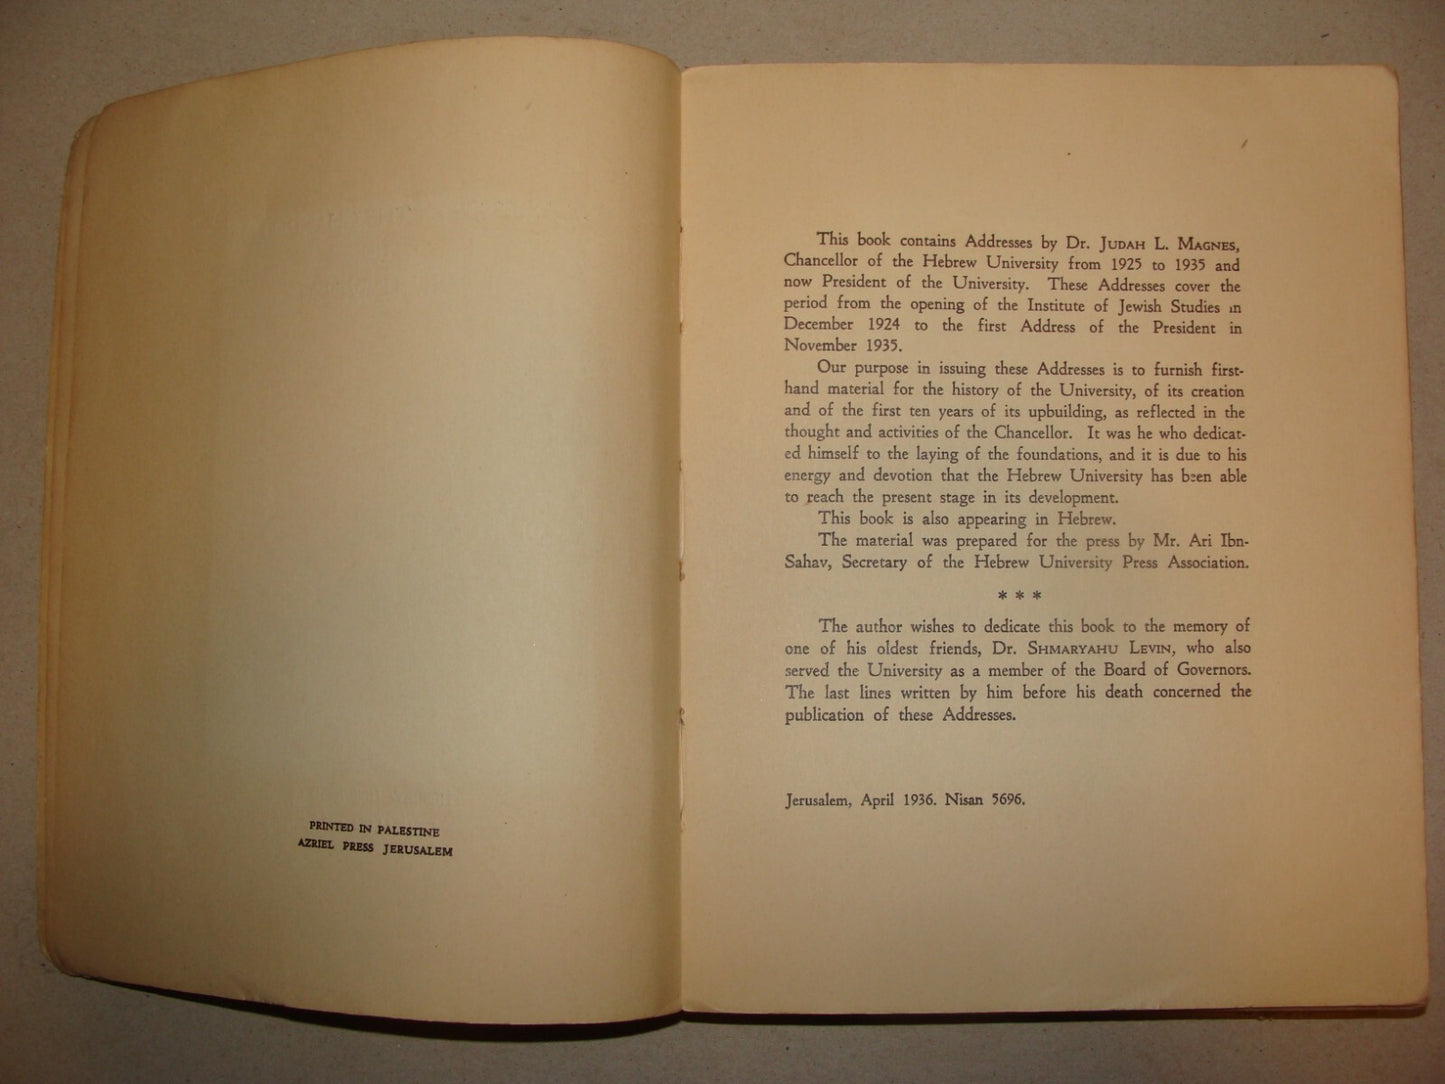 PRINTED IN PALESTINE
AZRIEL PRESS JERUSALEM
This book contains Addresses by Dr. JUDAH L. MAGNES,
Chancellor of the Hebrew University from 1925 to 1935 and
now President of the University. These Addresses cover the
period from the opening of the Institute of Jewish Studies in
December 1924 to the first Address of the President in
November 1935.
Our purpose in issuing these Addresses is to furnish first-
hand material for the history of the University, of its creation
and of the first ten years of its upbuilding, as reflected in the
thought and activities of the Chancellor. It was he who dedicat-
ed himself to the laying of the foundations, and it is due to his
energy and devotion that the Hebrew University has been able
to reach the present stage in its development.
This book is also appearing in Hebrew.
The material was prepared for the press by Mr. Ari Ibn-
Sahav, Secretary of the Hebrew University Press Association.
* * *
The author wishes to dedicate this book to the memory of
one of his oldest friends, Dr. SHMARYAHU LEVIN, who also
served the University as a member of the Board of Governors.
The last lines written by him before his death concerned the
publication of these Addresses.
Jerusalem, April 1936. Nisan 5696.